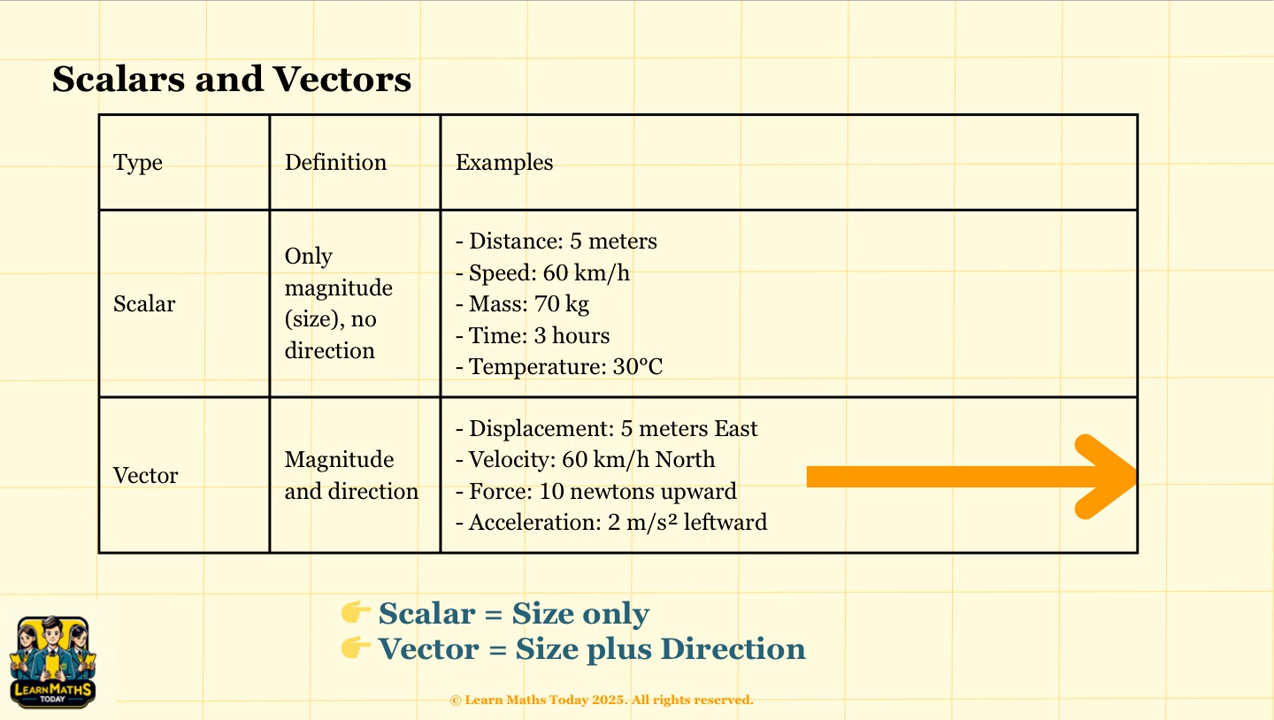 Scalars and Vectors
Type
Definition
Examples
Scalar
Only
magnitude
(size), no
direction
- Distance: 5 meters
- Speed: 60 km/h
- Mass: 70 kg
- Time: 3 hours
- Temperature: 30°C
Vector
Magnitude
and direction
- Displacement: 5 meters East
- Velocity: 60 km/h North
- Force: 10 newtons upward
- Acceleration: 2 m/s² leftward
👉 Scalar = Size only
👉 Vector = Size plus Direction
LEARNMATHS
TODAY
© Learn Maths Today 2025. All rights reserved.